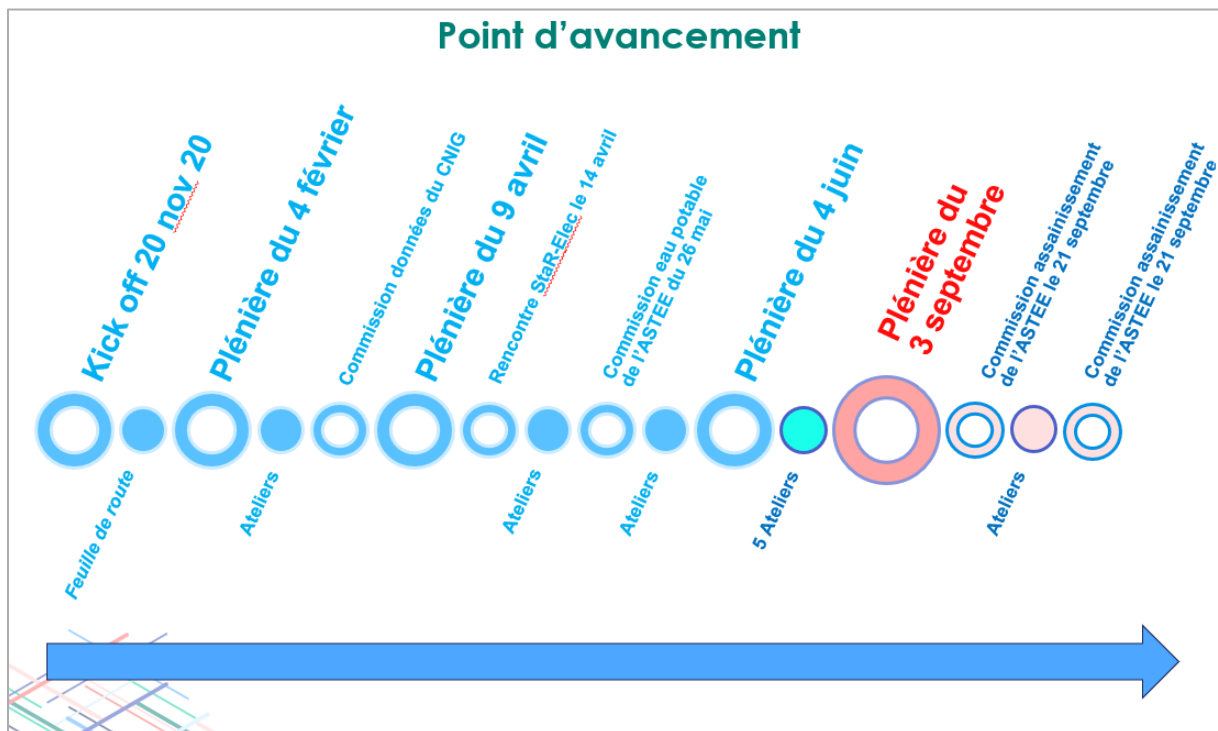 Point d’avancement
Kick off 20 nov 20
Plénière du 4 février
Commission données du CNIG
Plénière du 9 avril
Rencontre StaR-Elec le 14 avril
Commission eau potable
de l’ASTEE du 26 mai
Plénière du 4 juin
Plénière du
3 septembre
Commission assainissement
de l’ASTEE le 21 septembre
Commission assainissement
de l’ASTEE le 21 septembre
Feuille de route
Ateliers
Ateliers
Ateliers
5 Ateliers
Ateliers